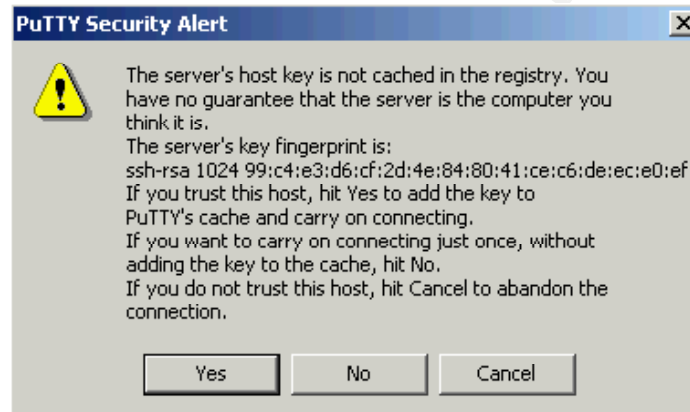 PuTTY Security Alert
The server's host key is not cached in the registry. You
have no guarantee that the server is the computer you
think it is.
The server's key fingerprint is:
ssh-rsa 1024 99:c4:e3:d6:cf:2d:4e:84:80:41:ce:c6:de:ec:e0:ef
If you trust this host, hit Yes to add the key to
PuTTY's cache and carry on connecting.
If you want to carry on connecting just once, without
adding the key to the cache, hit No.
If you do not trust this host, hit Cancel to abandon the
connection.
Yes No Cancel